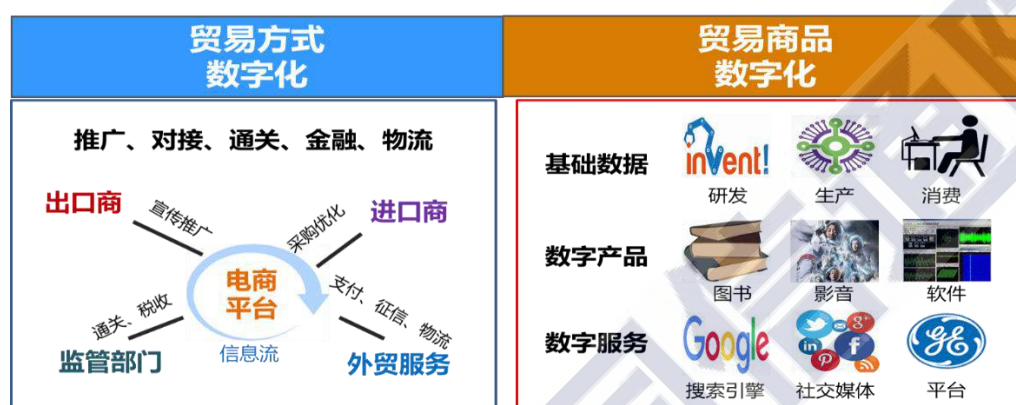 贸易方式
数字化
推广、对接、通关、金融、物流
出口商
宣传推广
采购优化
进口商
电商
平台
通关、税收
支付、征信、物流
监管部门
信息流
外贸服务
贸易商品
数字化
基础数据
invent!
研发
生产
消费
数字产品
图书
影音
软件
数字服务
Google
g+
in
f
P
GE
搜索引擎
社交媒体
平台